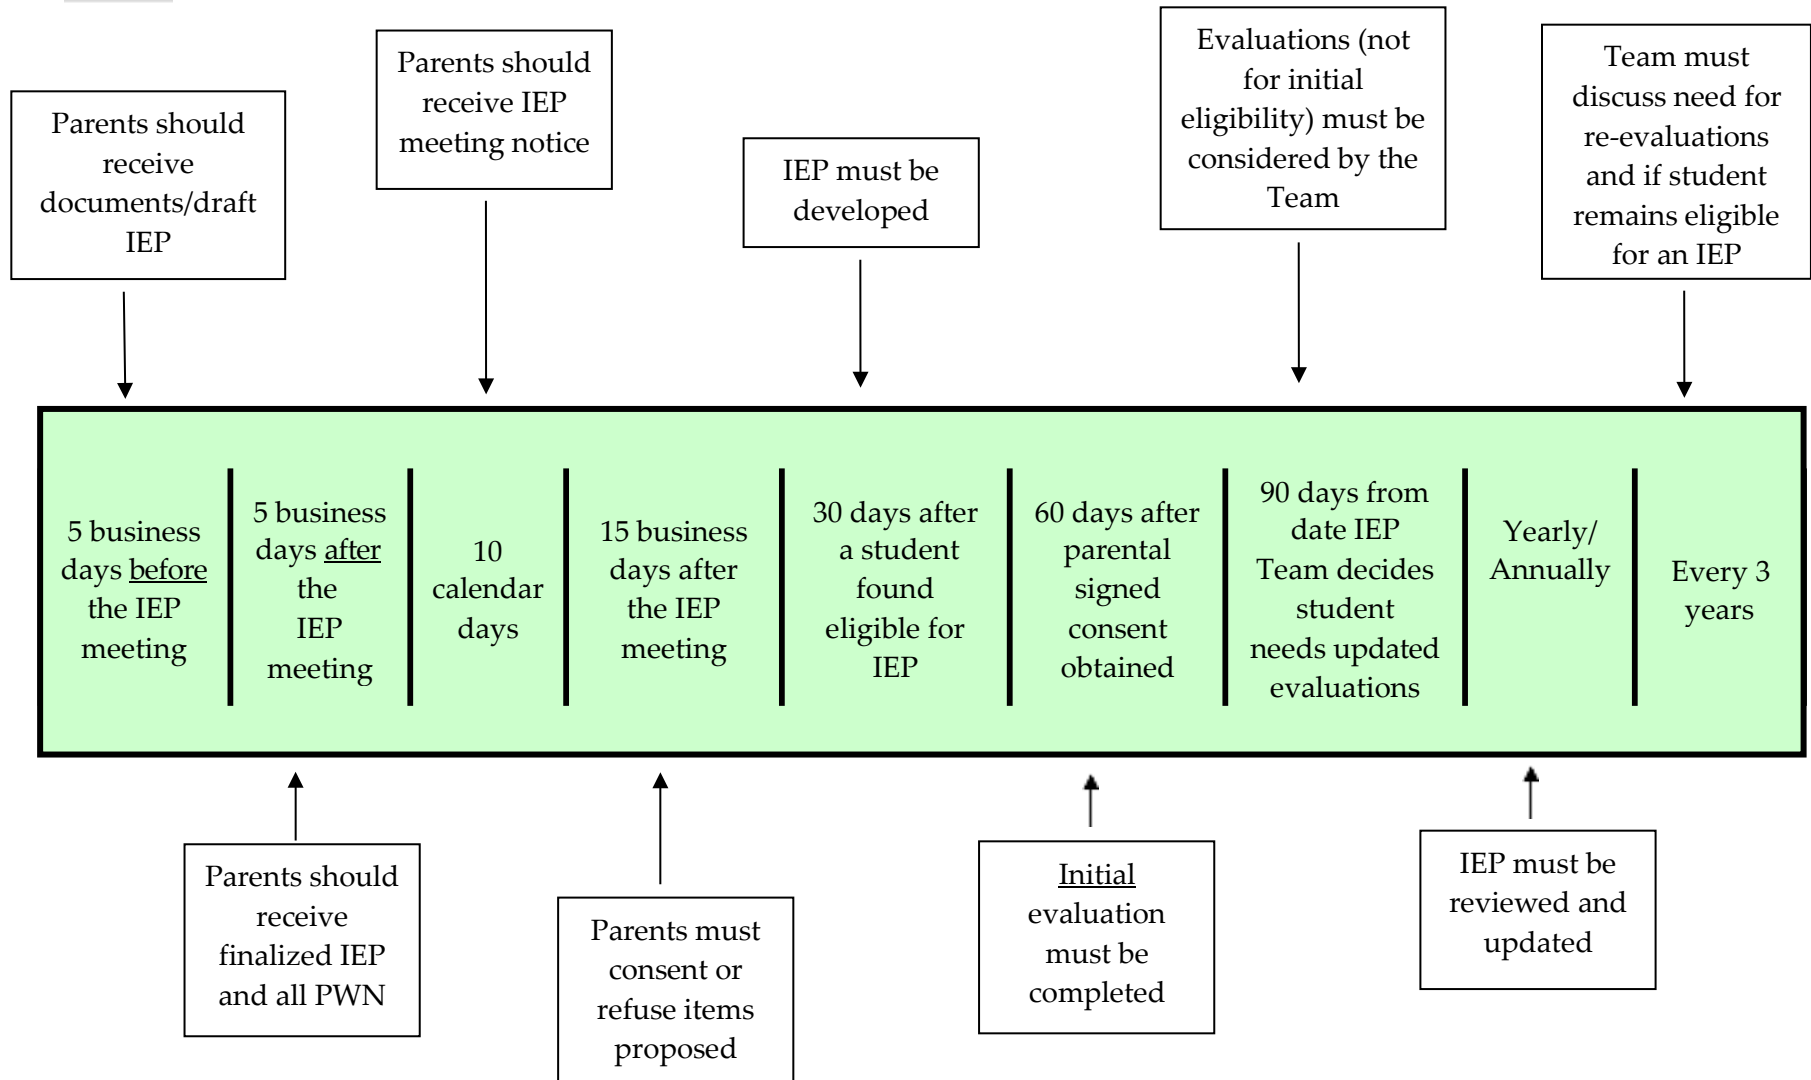 Parents should
receive
documents/draft
IEP
Parents should
receive IEP
meeting notice
IEP must be
developed
Evaluations (not
for initial
eligibility) must be
considered by the
Team
Team must
discuss need for
re-evaluations
and if student
remains eligible
for an IEP
5 business
days before
the IEP
meeting
5 business
days after
the
IEP
meeting
10
calendar
days
15 business
days after
the IEP
meeting
30 days after
a student
found
eligible for
IEP
60 days after
parental
signed
consent
obtained
90 days from
date IEP
Team decides
student
needs updated
evaluations
Yearly/
Annually
Every 3
years
Parents should
receive
finalized IEP
and all PWN
Parents must
consent or
refuse items
proposed
Initial
evaluation
must be
completed
IEP must be
reviewed and
updated